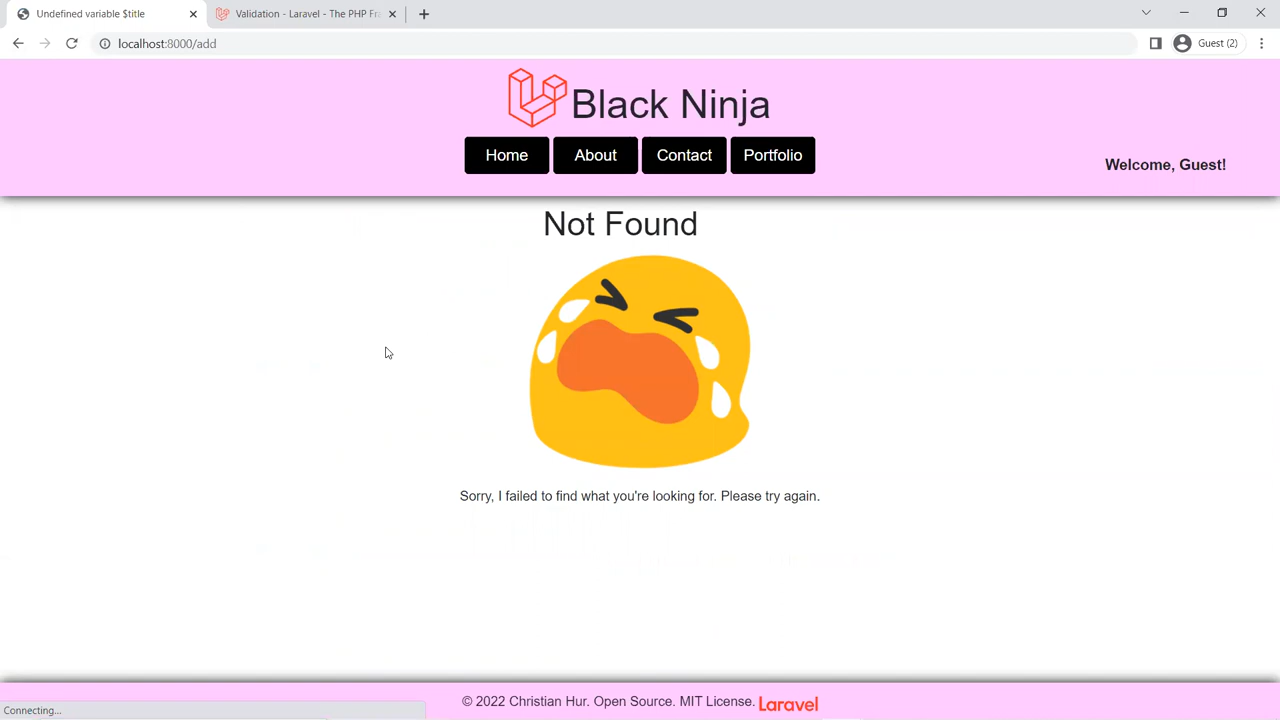 Undefined variable $title
Validation - Laravel - The PHP Fra
localhost:8000/add
Guest (2)
Black Ninja
Home
About
Contact
Portfolio
Welcome, Guest!
Not Found
Sorry, I failed to find what you're looking for. Please try again.
© 2022 Christian Hur. Open Source. MIT License. Laravel
Connecting...